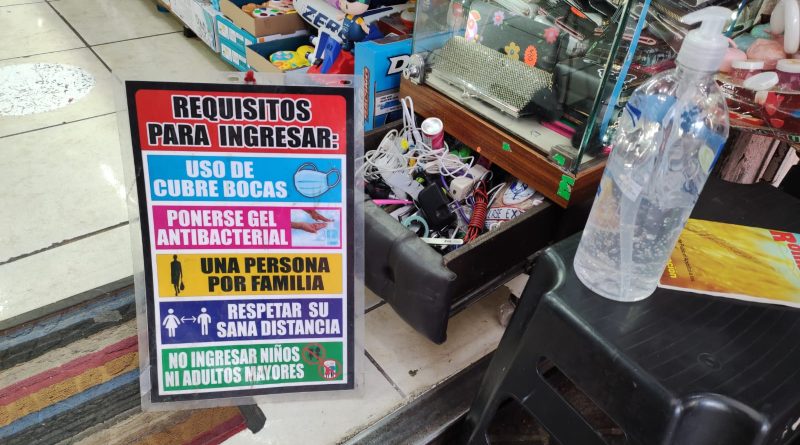 REQUISITOS
PARA INGRESAR:
USO DE
CUBRE BOCAS
PONERSE GEL
ANTIBACTERIAL
UNA PERSONA
POR FAMILIA
RESPETAR SU
SANA DISTANCIA
NO INGRESAR NIÑOS
NI ADULTOS MAYORES
ZERO